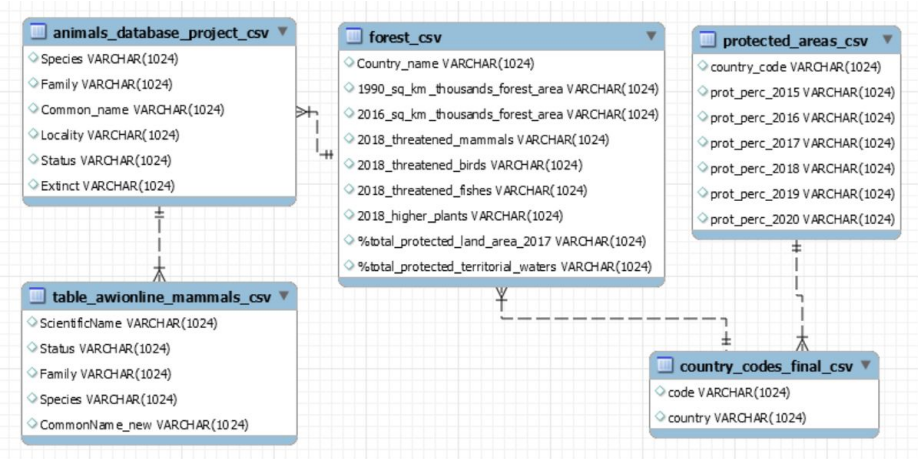 animals_database_project_csv
Species VARCHAR(1024)
Family VARCHAR(1024)
Common_name VARCHAR(1024)
Locality VARCHAR(1024)
Status VARCHAR(1024)
Extinct VARCHAR(1024)
forest_csv
Country_name VARCHAR(1024)
1990_sq_km_thousands_forest_area VARCHAR(1024)
2016_sq_km_thousands_forest_area VARCHAR(1024)
2018_threatened_mammals VARCHAR(1024)
2018_threatened_birds VARCHAR(1024)
2018_threatened_fishes VARCHAR(1024)
2018_higher_plants VARCHAR(1024)
%total_protected_land_area_2017 VARCHAR(1024)
%total_protected_territorial_waters VARCHAR(1024)
protected_areas_csv
country_code VARCHAR(1024)
prot_perc_2015 VARCHAR(1024)
prot_perc_2016 VARCHAR(1024)
prot_perc_2017 VARCHAR(1024)
prot_perc_2018 VARCHAR(1024)
prot_perc_2019 VARCHAR(1024)
prot_perc_2020 VARCHAR(1024)
table_awionline_mammals_csv
ScientificName VARCHAR(1024)
Status VARCHAR(1024)
Family VARCHAR(1024)
Species VARCHAR(1024)
CommonName_new VARCHAR(1024)
country_codes_final_csv
code VARCHAR(1024)
country VARCHAR(1024)